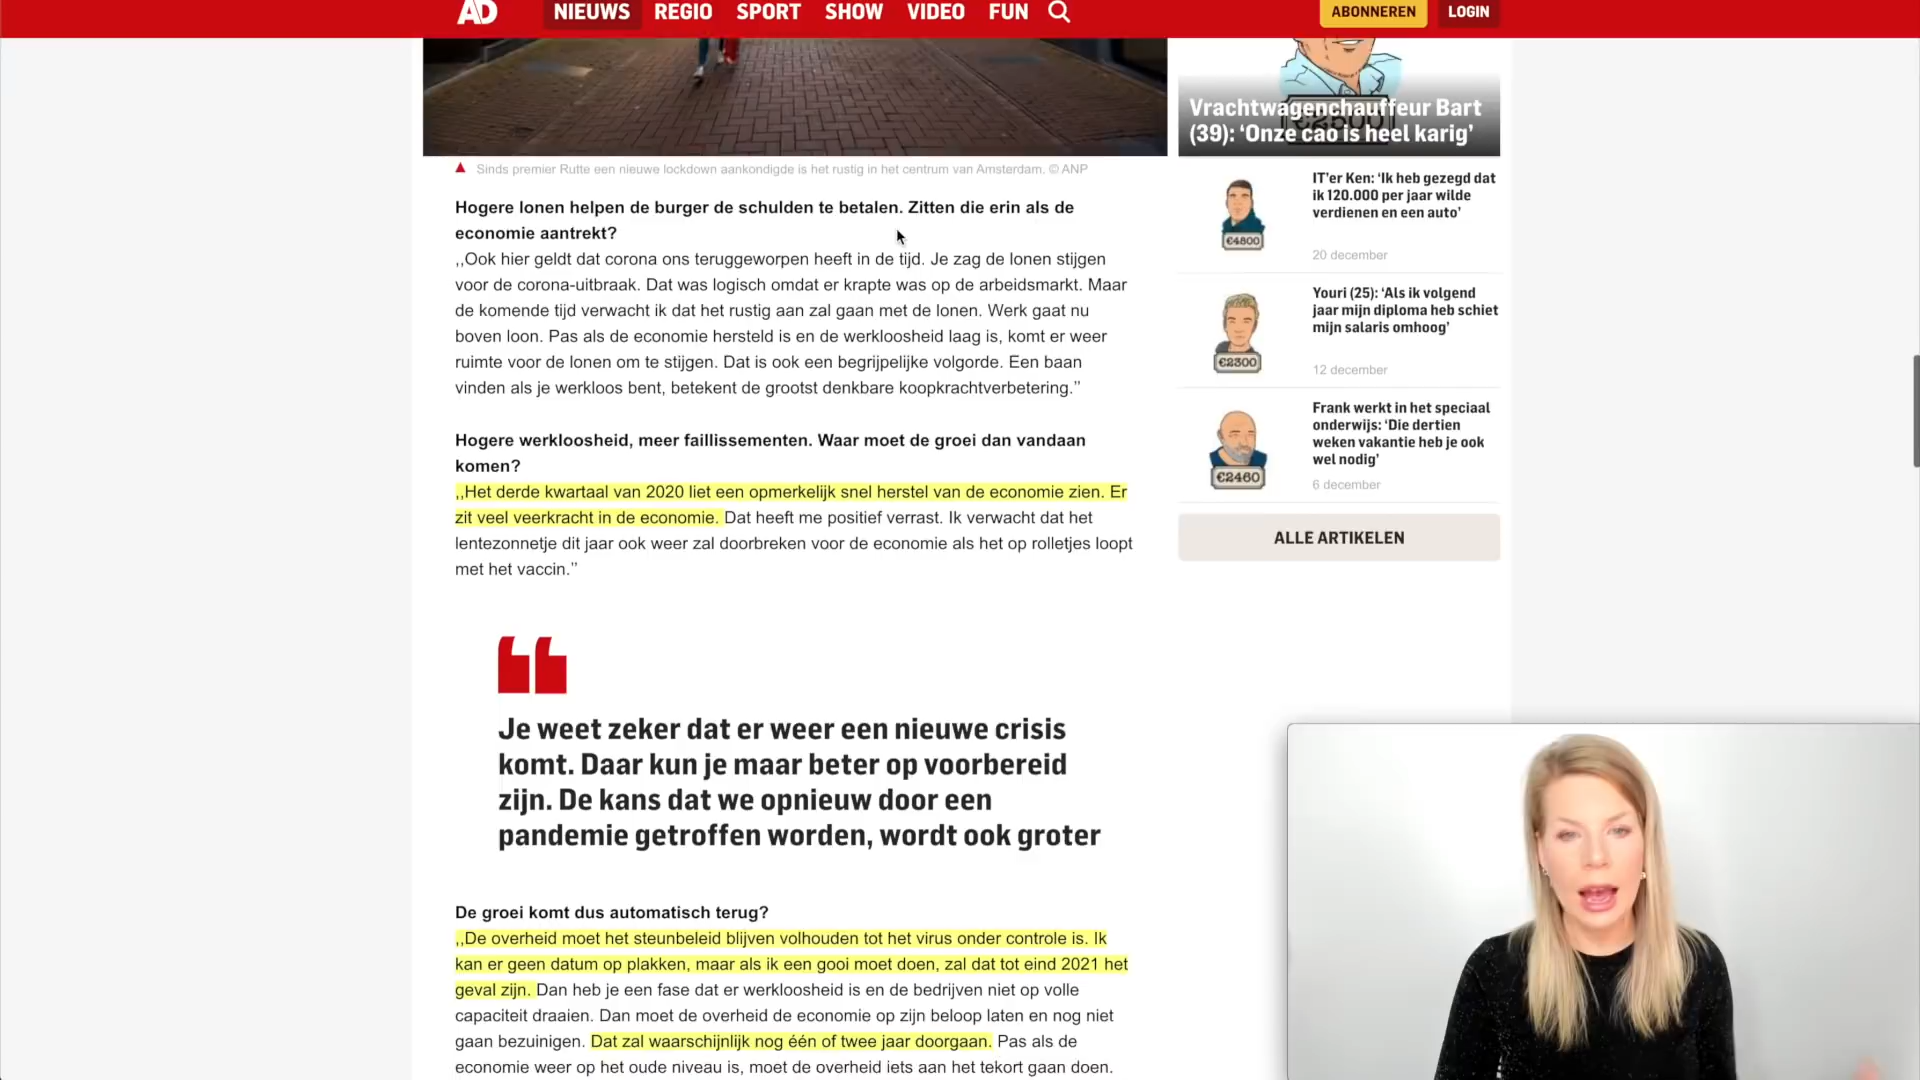 AD
NIEUWS REGIO SPORT SHOW VIDEO FUN
ABONNEREN LOGIN
Sinds premier Rutte een nieuwe lockdown aankondigde is het rustig in het centrum van Amsterdam. © ANP
Hogere lonen helpen de burger de schulden te betalen. Zitten die erin als de
economie aantrekt?
,,Ook hier geldt dat corona ons teruggeworpen heeft in de tijd. Je zag de lonen stijgen
voor de corona-uitbraak. Dat was logisch omdat er krapte was op de arbeidsmarkt. Maar
de komende tijd verwacht ik dat het rustig aan zal gaan met de lonen. Werk gaat nu
boven loon. Pas als de economie hersteld is en de werkloosheid laag is, komt er weer
ruimte voor de lonen om te stijgen. Dat is ook een begrijpelijke volgorde. Een baan
vinden als je werkloos bent, betekent de grootst denkbare koopkrachtverbetering.’’
Hogere werkloosheid, meer faillissementen. Waar moet de groei dan vandaan
komen?
,,Het derde kwartaal van 2020 liet een opmerkelijk snel herstel van de economie zien. Er
zit veel veerkracht in de economie. Dat heeft me positief verrast. Ik verwacht dat het
lentezonnetje dit jaar ook weer zal doorbreken voor de economie als het op rolletjes loopt
met het vaccin.’’
Je weet zeker dat er weer een nieuwe crisis
komt. Daar kun je maar beter op voorbereid
zijn. De kans dat we opnieuw door een
pandemie getroffen worden, wordt ook groter
De groei komt dus automatisch terug?
,,De overheid moet het steunbeleid blijven volhouden tot het virus onder controle is. Ik
kan er geen datum op plakken, maar als ik een gooi moet doen, zal dat tot eind 2021 het
geval zijn. Dan heb je een fase dat er werkloosheid is en de bedrijven niet op volle
capaciteit draaien. Dan moet de overheid de economie op zijn beloop laten en nog niet
gaan bezuinigen. Dat zal waarschijnlijk nog één of twee jaar doorgaan. Pas als de
economie weer op het oude niveau is, moet de overheid iets aan het tekort gaan doen.
€2500
Vrachtwagenchauffeur Bart
(39): ‘Onze cao is heel karig’
€4800
IT’er Ken: ‘Ik heb gezegd dat
ik 120.000 per jaar wilde
verdienen en een auto’
20 december
€2300
Youri (25): ‘Als ik volgend
jaar mijn diploma heb schiet
mijn salaris omhoog’
12 december
€2460
Frank werkt in het speciaal
onderwijs: ‘Die dertien
weken vakantie heb je ook
wel nodig’
6 december
ALLE ARTIKELEN